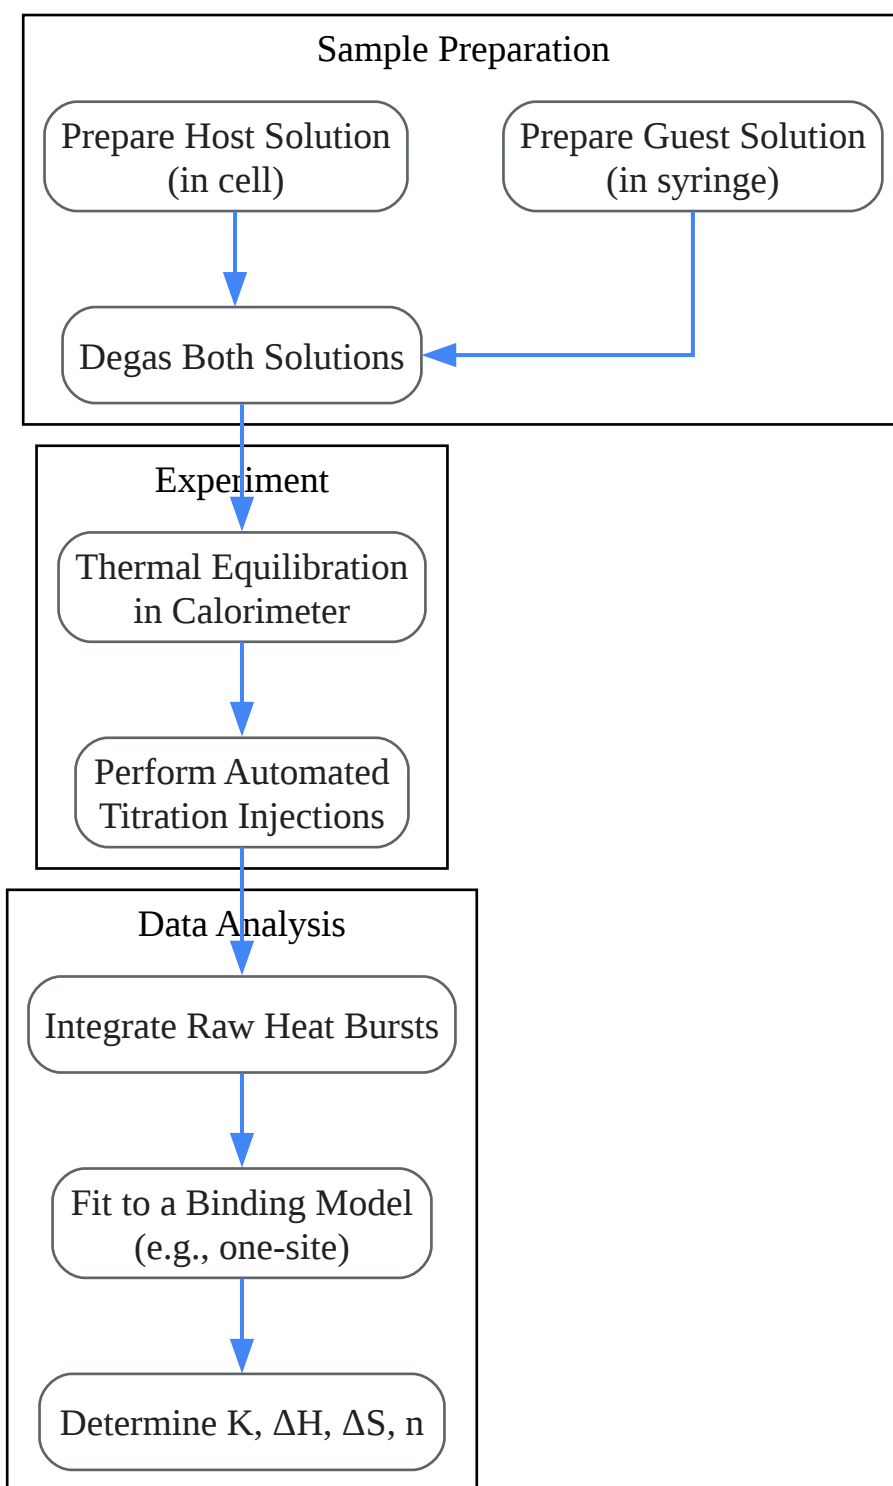 Sample Preparation
Prepare Host Solution
(in cell)
Prepare Guest Solution
(in syringe)
Degas Both Solutions
Experiment
Thermal Equilibration
in Calorimeter
Perform Automated
Titration Injections
Data Analysis
Integrate Raw Heat Bursts
Fit to a Binding Model
(e.g., one-site)
Determine K, ΔH, ΔS, n